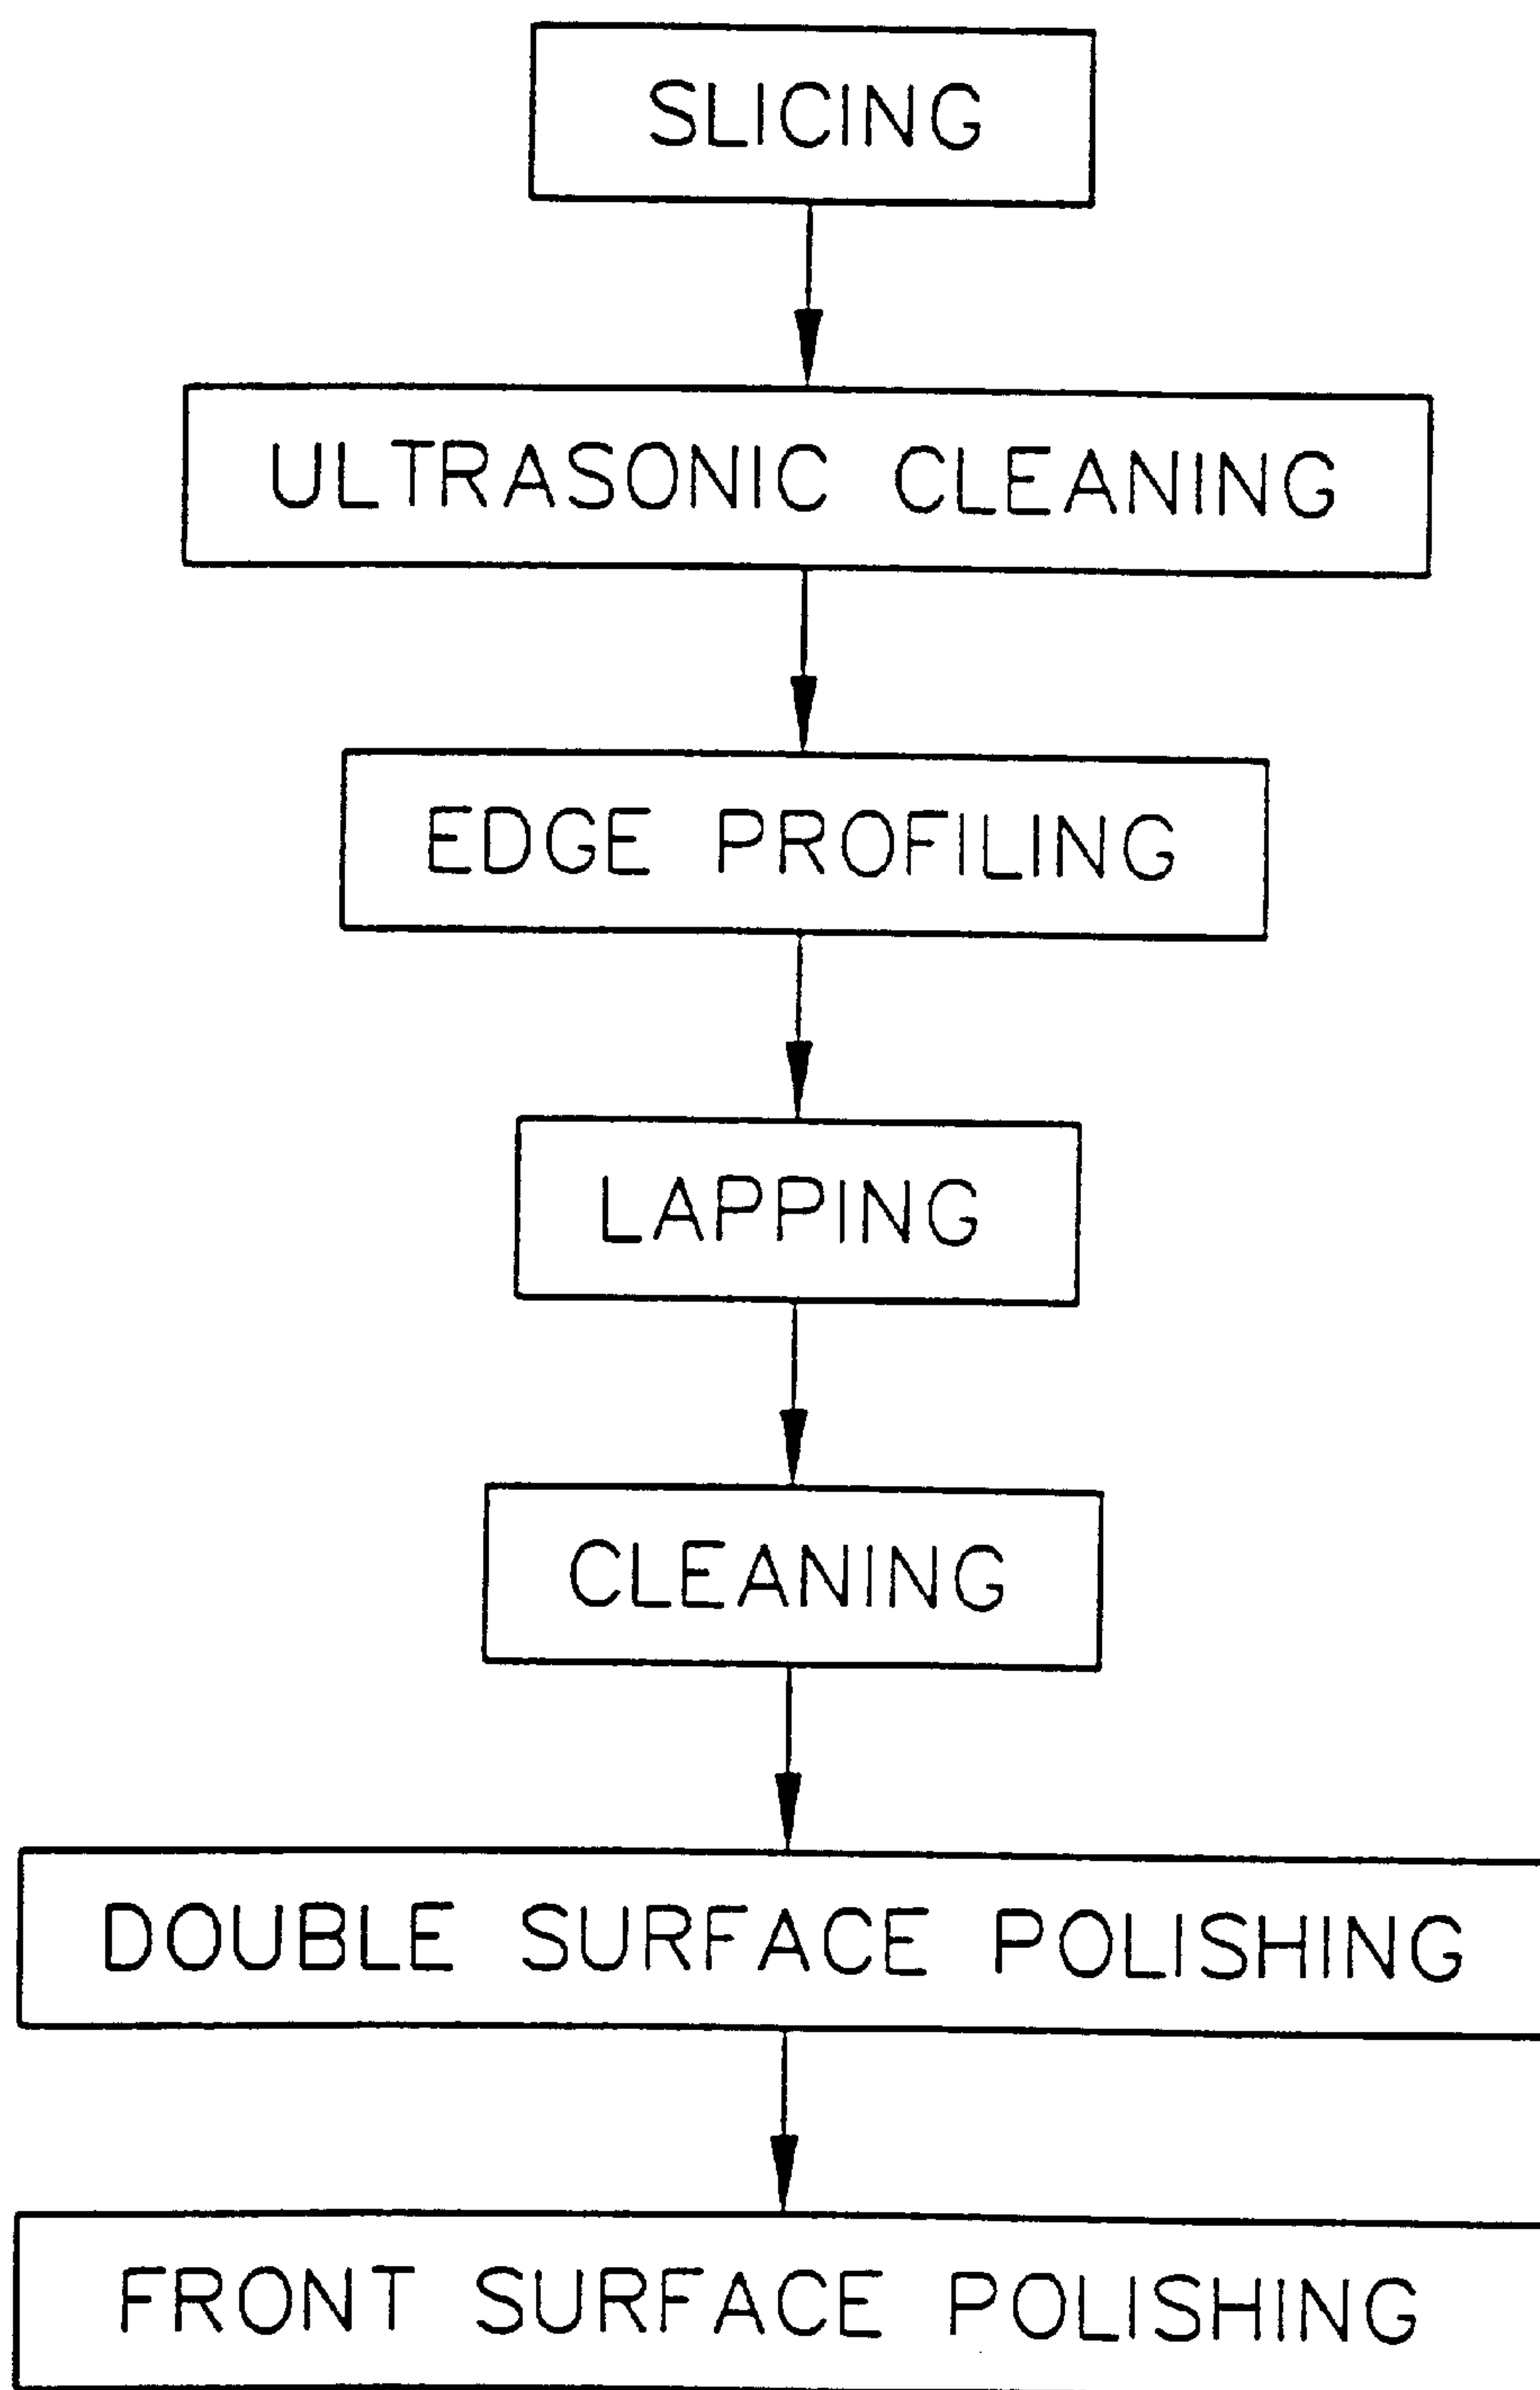 SLICING
ULTRASONIC CLEANING
EDGE PROFILING
LAPPING
CLEANING
DOUBLE SURFACE POLISHING
FRONT SURFACE POLISHING